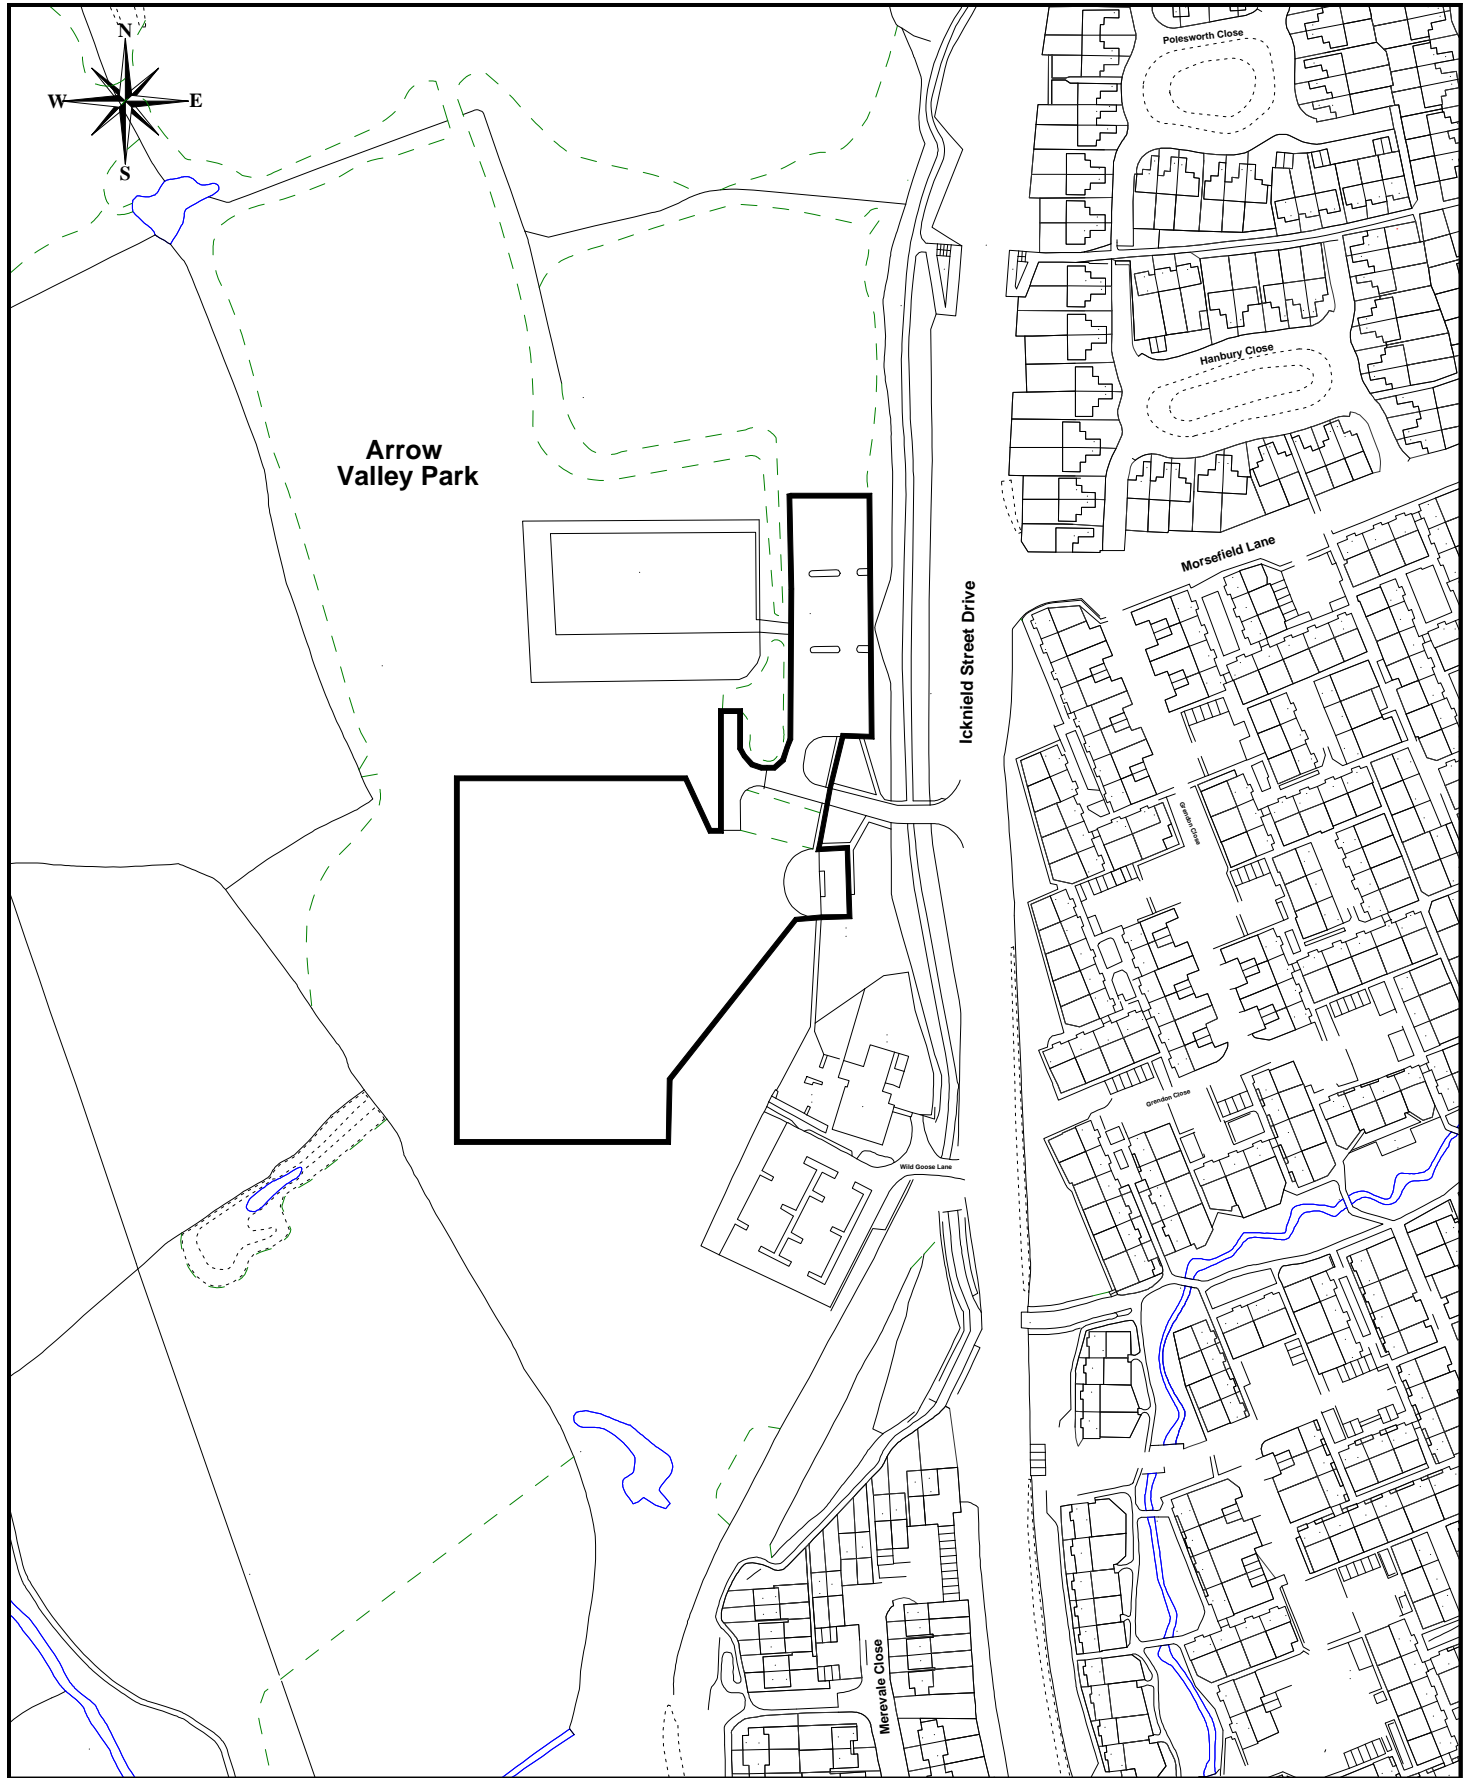 Polesworth Close
N
W
E
S
Hanbury Close
Arrow
Valley Park
Morsefield Lane
Icknield Street Drive
Grendon Close
Grendon Close
Wild Goose Lane
Merevale Close